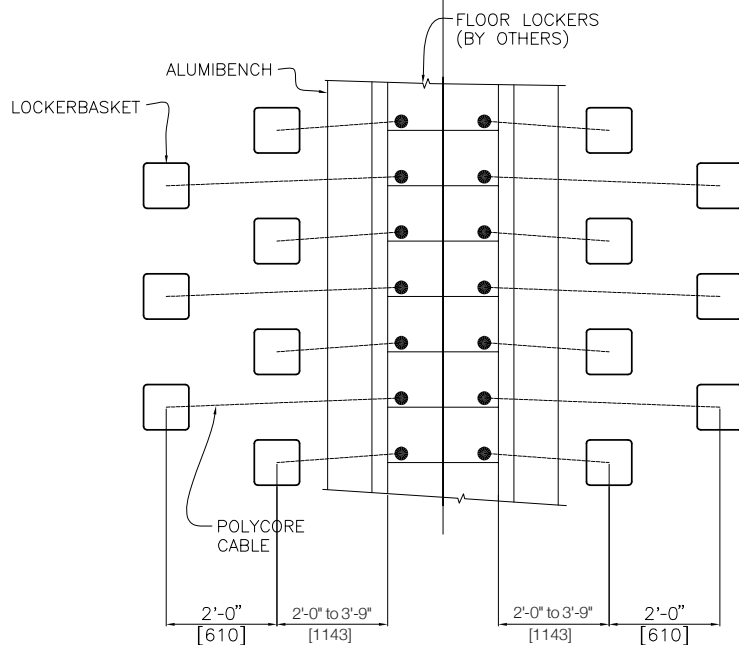 FLOOR LOCKERS
(BY OTHERS)
ALUMIBENCH
LOCKERBASKET
POLYCORE
CABLE
2'-0"
[610]
2'-0" to 3'-9"
[1143]
2'-0" to 3'-9"
[1143]
2'-0"
[610]